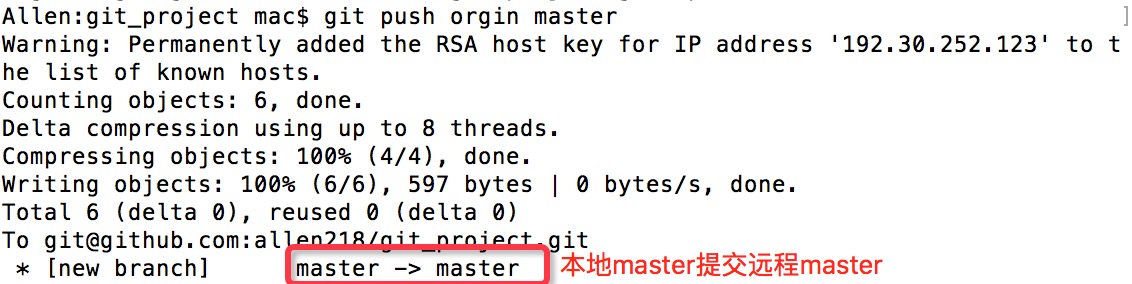 Allen:git_project mac$ git push orgin master
Warning: Permanently added the RSA host key for IP address '192.30.252.123' to t
he list of known hosts.
Counting objects: 6, done.
Delta compression using up to 8 threads.
Compressing objects: 100% (4/4), done.
Writing objects: 100% (6/6), 597 bytes | 0 bytes/s, done.
Total 6 (delta 0), reused 0 (delta 0)
To git@github.com:allen218/git_project.git
 * [new branch]      master -> master 本地master提交远程master